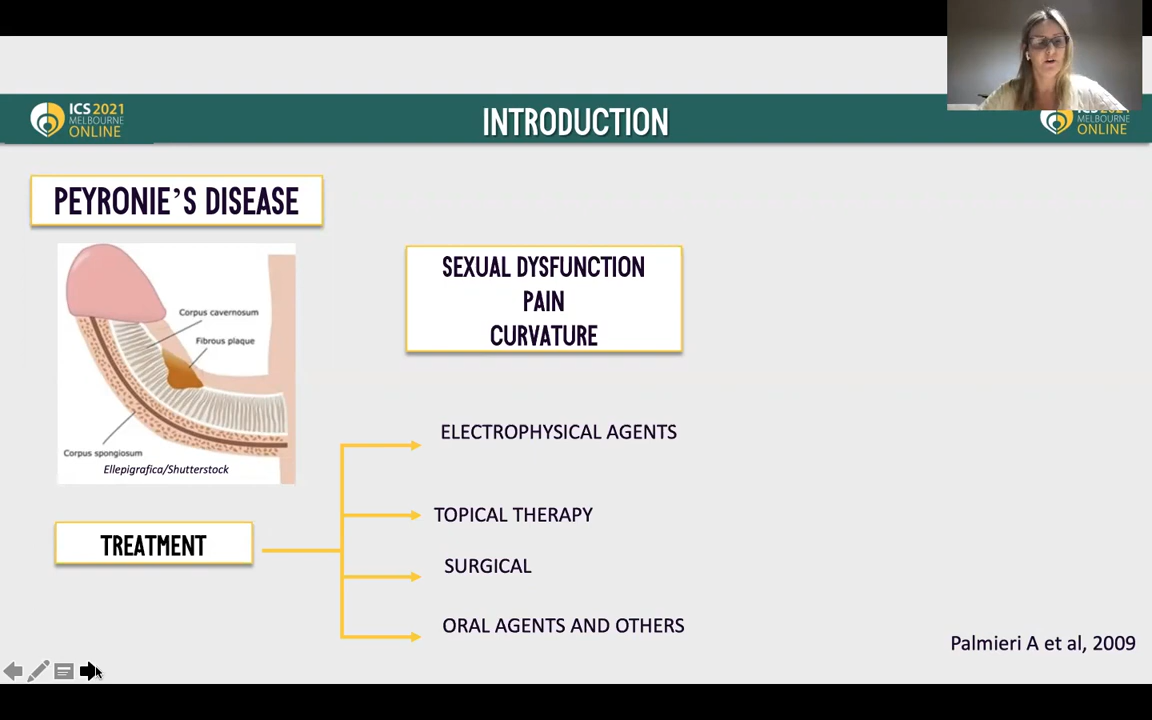 ICS 2021
MELBOURNE
ONLINE
INTRODUCTION
MELBOURNE
ONLINE
PEYRONIE'S DISEASE
Corpus cavernosum
Fibrous plaque
Corpus spongiosum
Ellepigrafica/Shutterstock
SEXUAL DYSFUNCTION
PAIN
CURVATURE
TREATMENT
ELECTROPHYSICAL AGENTS
TOPICAL THERAPY
SURGICAL
ORAL AGENTS AND OTHERS
Palmieri A et al, 2009